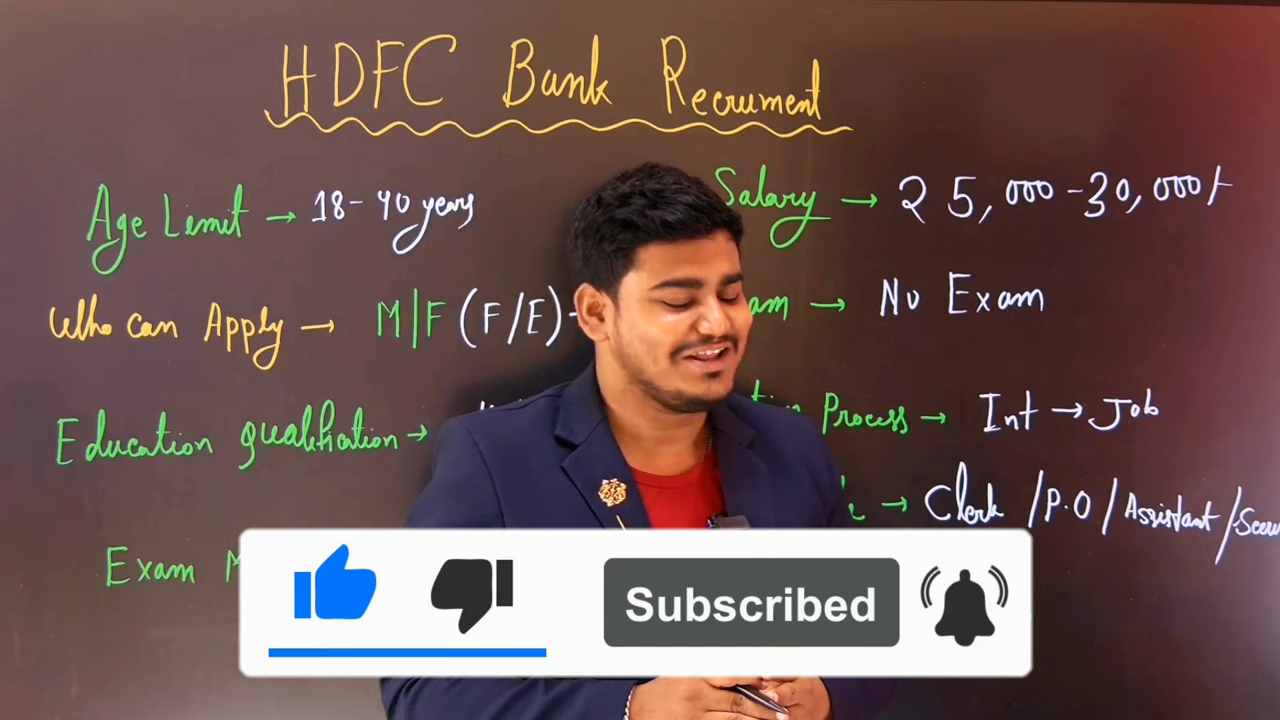 HDFC Bank Recrument
Age Limit → 18-40 years
Salary → 25,000-30,000/-
Who can Apply → M|F (F/E)
am → No Exam
Education qualification →
Process → Int → Job
→ Clerk / P.O / Assistant /
Exam
Subscribed